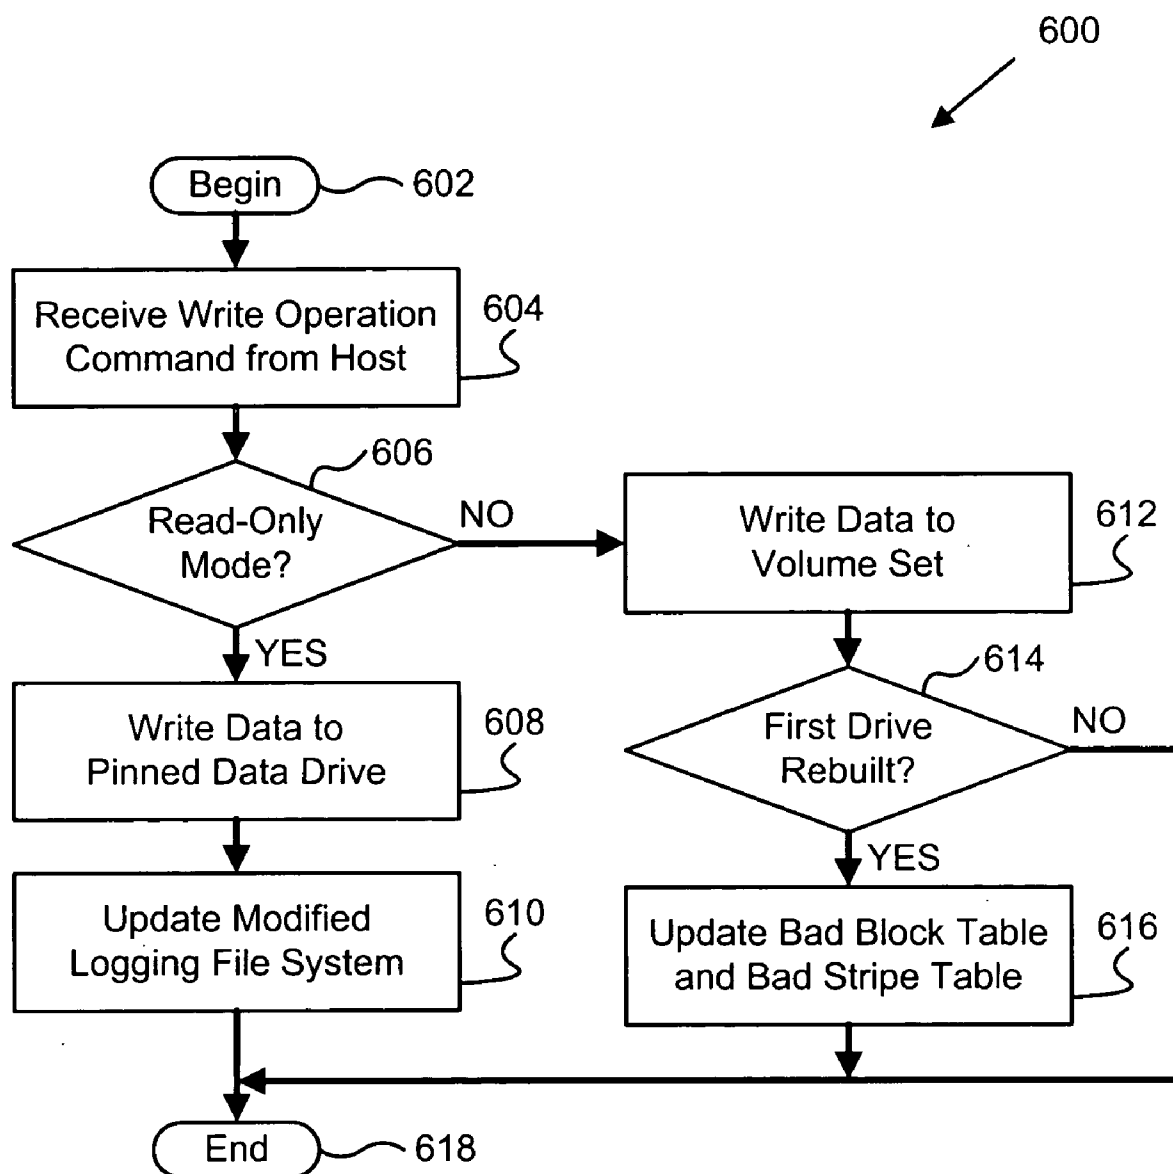 600
Begin
602
Receive Write Operation
Command from Host
604
606
Read-Only
Mode?
NO
YES
Write Data to
Volume Set
612
Write Data to
Pinned Data Drive
608
614
First Drive
Rebuilt?
NO
YES
Update Modified
Logging File System
610
Update Bad Block Table
and Bad Stripe Table
616
End
618